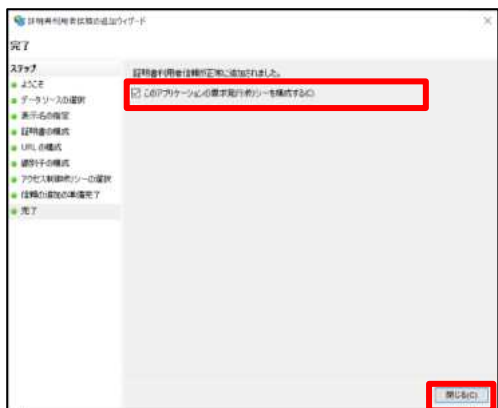 証明書利用者信頼の追加ウィザード
完了
ステップ
ようこそ
データソースの選択
表示名の指定
証明書の構成
URL の構成
識別子の構成
アクセス制御ポリシーの選択
信頼の追加の準備完了
完了
証明書利用者信頼が正常に追加されました。
このアプリケーションの要求発行ポリシーを構成する(C)
閉じる(C)